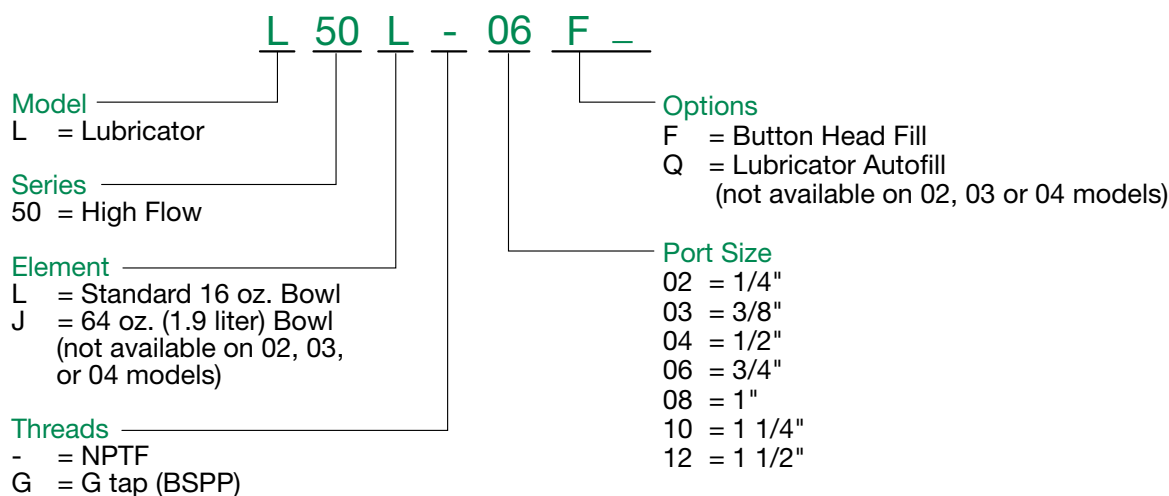 L 50 L - 06 F _
Model
L = Lubricator
Series
50 = High Flow
Element
L = Standard 16 oz. Bowl
J = 64 oz. (1.9 liter) Bowl
(not available on 02, 03,
or 04 models)
Threads
- = NPTF
G = G tap (BSPP)
Options
F = Button Head Fill
Q = Lubricator Autofill
(not available on 02, 03 or 04 models)
Port Size
02 = 1/4"
03 = 3/8"
04 = 1/2"
06 = 3/4"
08 = 1"
10 = 1 1/4"
12 = 1 1/2"